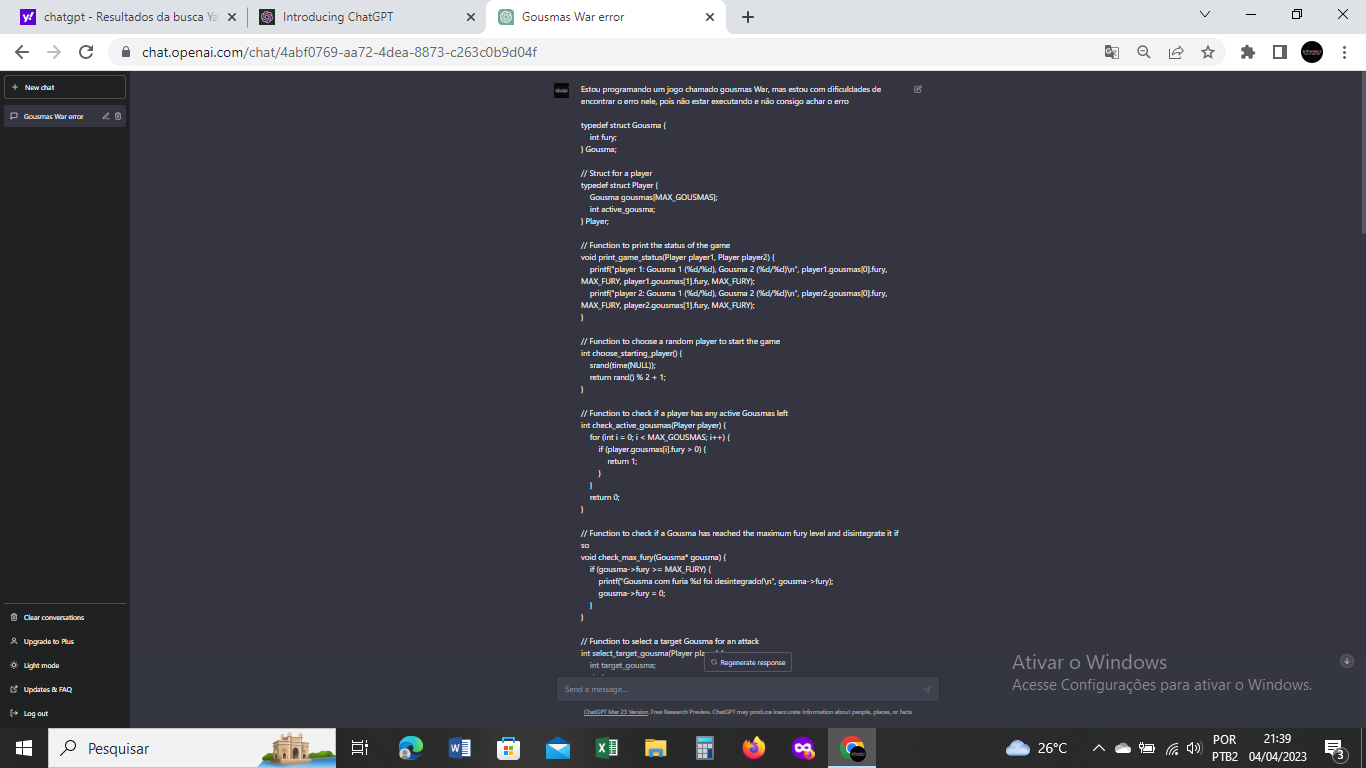 chatgpt - Resultados da busca Ya
Introducing ChatGPT
Gousmas War error
chat.openai.com/chat/4abf0769-aa72-4dea-8873-c263c0b9d04f
New chat
Gousmas War error
Estou programando um jogo chamado gousmas War, mas estou com dificuldades de
encontrar o erro nele, pois não estar executando e não consigo achar o erro
typedef struct Gousma {
int fury;
} Gousma;
// Struct for a player
typedef struct Player {
Gousma gousmas[MAX_GOUSMAS];
int active_gousma;
} Player;
// Function to print the status of the game
void print_game_status(Player player1, Player player2) {
printf("player 1: Gousma 1 (%d/%d), Gousma 2 (%d/%d)\n", player1.gousmas[0].fury,
MAX_FURY, player1.gousmas[1].fury, MAX_FURY);
printf("player 2: Gousma 1 (%d/%d), Gousma 2 (%d/%d)\n", player2.gousmas[0].fury,
MAX_FURY, player2.gousmas[1].fury, MAX_FURY);
}
// Function to choose a random player to start the game
int choose_starting_player() {
srand(time(NULL));
return rand() % 2 + 1;
}
// Function to check if a player has any active Gousmas left
int check_active_gousmas(Player player) {
for (int i = 0; i < MAX_GOUSMAS; i++) {
if (player.gousmas[i].fury > 0) {
return 1;
}
}
return 0;
}
// Function to check if a Gousma has reached the maximum fury level and disintegrate it if
so
void check_max_fury(Gousma* gousma) {
if (gousma->fury >= MAX_FURY) {
printf("Gousma com furia %d foi desintegrado!\n", gousma->fury);
gousma->fury = 0;
}
}
// Function to select a target Gousma for an attack
int select_target_gousma(Player pla
int target_gousma;
Regenerate response
Send a message...
ChatGPT Mar 23 Version. Free Research Preview. ChatGPT may produce inaccurate information about people, places, or facts
Clear conversations
Upgrade to Plus
Light mode
Updates & FAQ
Log out
Ativar o Windows
Acesse Configurações para ativar o Windows.
Pesquisar
26°C
POR
PTB2
21:39
04/04/2023
3